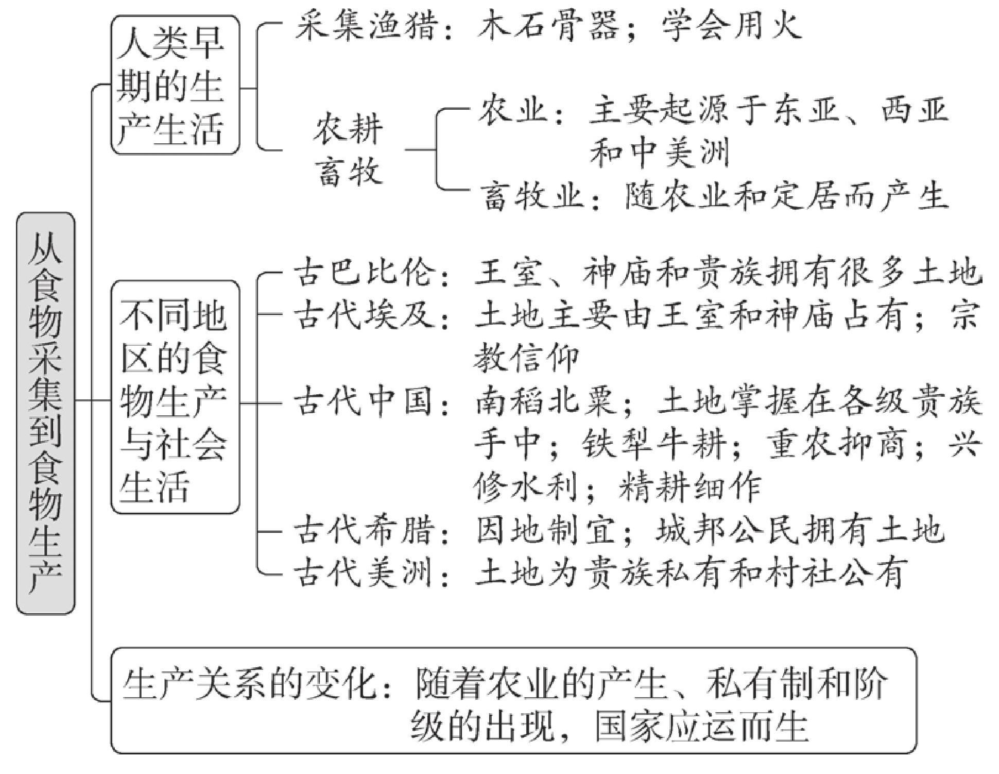 从食物采集到食物生产
人类早
期的生
产生活
采集渔猎：木石骨器；学会用火
农耕
畜牧
农业：主要起源于东亚、西亚
和中美洲
畜牧业：随农业和定居而产生
不同地
区的食
物生产
与社会
生活
古巴比伦：王室、神庙和贵族拥有很多土地
古代埃及：土地主要由王室和神庙占有；宗
教信仰
古代中国：南稻北粟；土地掌握在各级贵族
手中；铁犁牛耕；重农抑商；兴
修水利；精耕细作
古代希腊：因地制宜；城邦公民拥有土地
古代美洲：土地为贵族私有和村社公有
生产关系的变化：随着农业的产生、私有制和阶
级的出现，国家应运而生